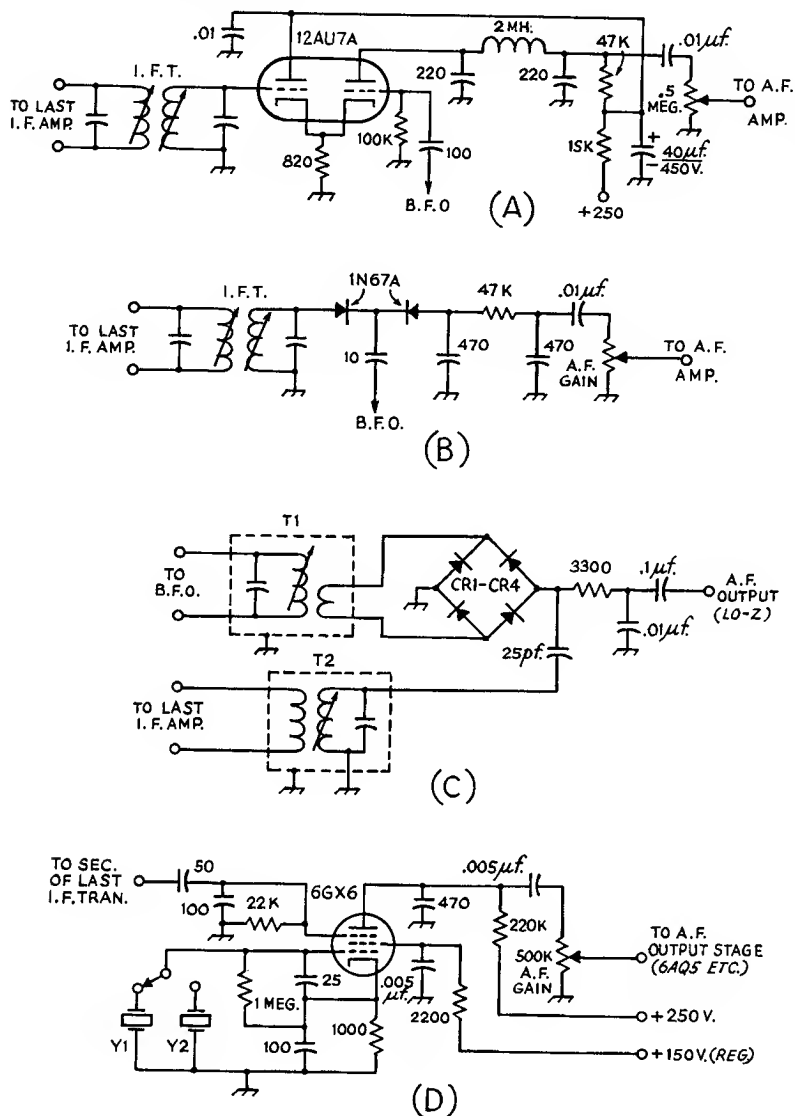 12AU7A
2 MH.
.01
47K
.01µf.
I.F.T.
220
220
TO LAST
I.F. AMP.
.5
MEG.
TO A.F.
AMP.
100K
100
15K
+
40µf.
-450V.
820
B.F.O
+250
(A)
1N67A
I.F.T.
47K
.01µf.
TO LAST
I.F. AMP.
10
470
470
A.F.
GAIN
TO A.F.
AMP.
B.F.O.
(B)
T1
TO
B.F.O.
CR1-CR4
3300
.1µf.
A.F.
OUTPUT
(LO-Z)
.01µf.
25pf.
T2
TO LAST
I.F. AMP.
(C)
TO SEC.
OF LAST
I.F. TRAN.
50
6GX6
.005µf.
100
22K
470
220K
TO A.F.
OUTPUT STAGE
(6AQ5 ETC.)
500K
A.F.
GAIN
25
.005
µf.
1 MEG.
2200
+250V.
Y1
Y2
100
1000
+150V.(REG)
(D)